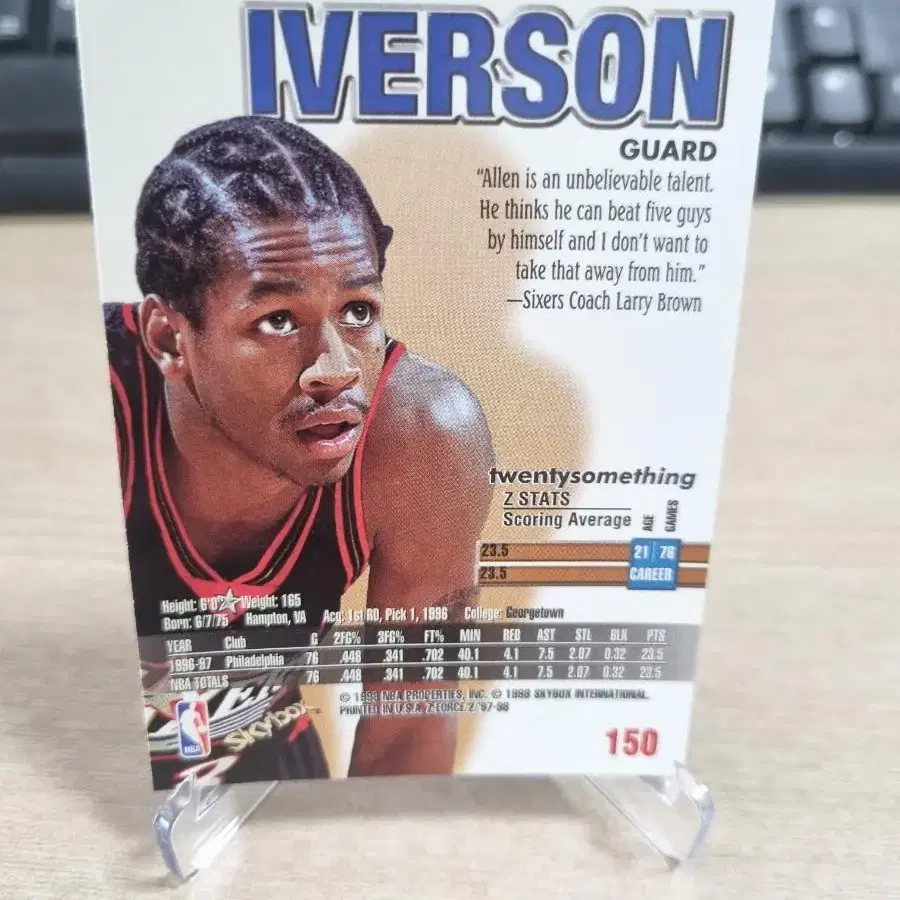 IVERSON
GUARD
"Allen is an unbelievable talent.
He thinks he can beat five guys
by himself and I don't want to
take that away from him."
—Sixers Coach Larry Brown
twentysomething
Z STATS
Scoring Average AGE GAMES
23.5 21 76
23.5 CAREER
Height: 6'0" Weight: 165
Born: 6/7/75 Hampton, VA Acq: 1st RD, Pick 1, 1996 College: Georgetown
YEAR Club G 2FG% 3FG% FT% MIN REB AST STL BLK PTS
1996-97 Philadelphia 76 .448 .341 .702 40.1 4.1 7.5 2.07 0.32 23.5
NBA TOTALS 76 .448 .341 .702 40.1 4.1 7.5 2.07 0.32 23.5
© 1998 NBA PROPERTIES, INC. © 1998 SKYBOX INTERNATIONAL.
PRINTED IN U.S.A. Z-FORCE 2 '97-98
NBA
SKYBOX
150